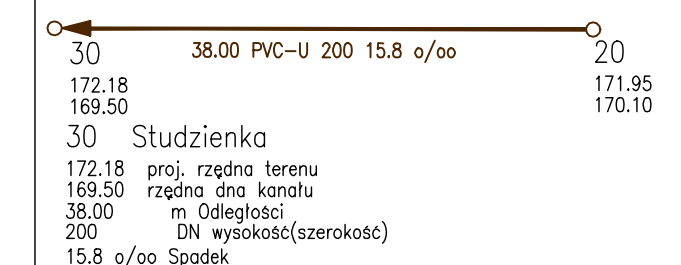 30 38.00 PVC-U 200 15.8 o/oo 20
172.18 171.95
169.50 170.10
30 Studzienka
172.18 proj. rzędna terenu
169.50 rzędna dna kanału
38.00 m Odległości
200 DN wysokość(szerokość)
15.8 o/oo Spadek